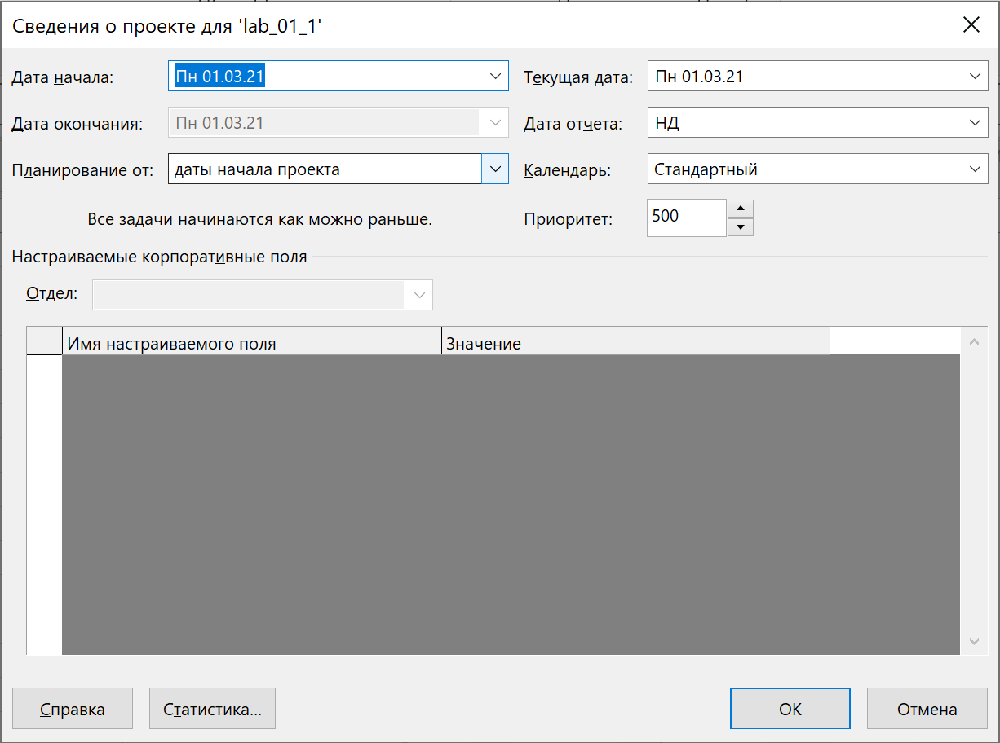 Сведения о проекте для 'lab_01_1'
Дата начала: Пн 01.03.21 Текущая дата: Пн 01.03.21
Дата окончания: Пн 01.03.21 Дата отчета: НД
Планирование от: даты начала проекта Календарь: Стандартный
Все задачи начинаются как можно раньше. Приоритет: 500
Настраиваемые корпоративные поля
Отдел:
Имя настраиваемого поля Значение
Справка Статистика... ОК Отмена